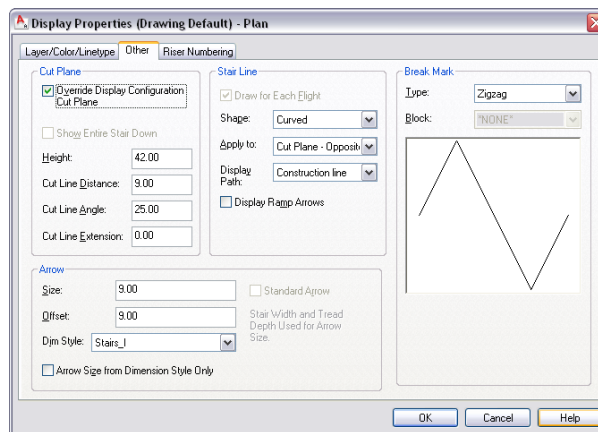 Display Properties (Drawing Default) - Plan
Layer/Color/Linetype Other Riser Numbering
Cut Plane
Override Display Configuration
Cut Plane
Show Entire Stair Down
Height: 42.00
Cut Line Distance: 9.00
Cut Line Angle: 25.00
Cut Line Extension: 0.00
Stair Line
Draw for Each Flight
Shape: Curved
Apply to: Cut Plane - Opposit
Display
Path: Construction line
Display Ramp Arrows
Break Mark
Type: Zigzag
Block: *NONE*
Arrow
Size: 9.00
Offset: 9.00
Dim Style: Stairs_I
Arrow Size from Dimension Style Only
Standard Arrow
Stair Width and Tread
Depth Used for Arrow
Size.
OK Cancel Help